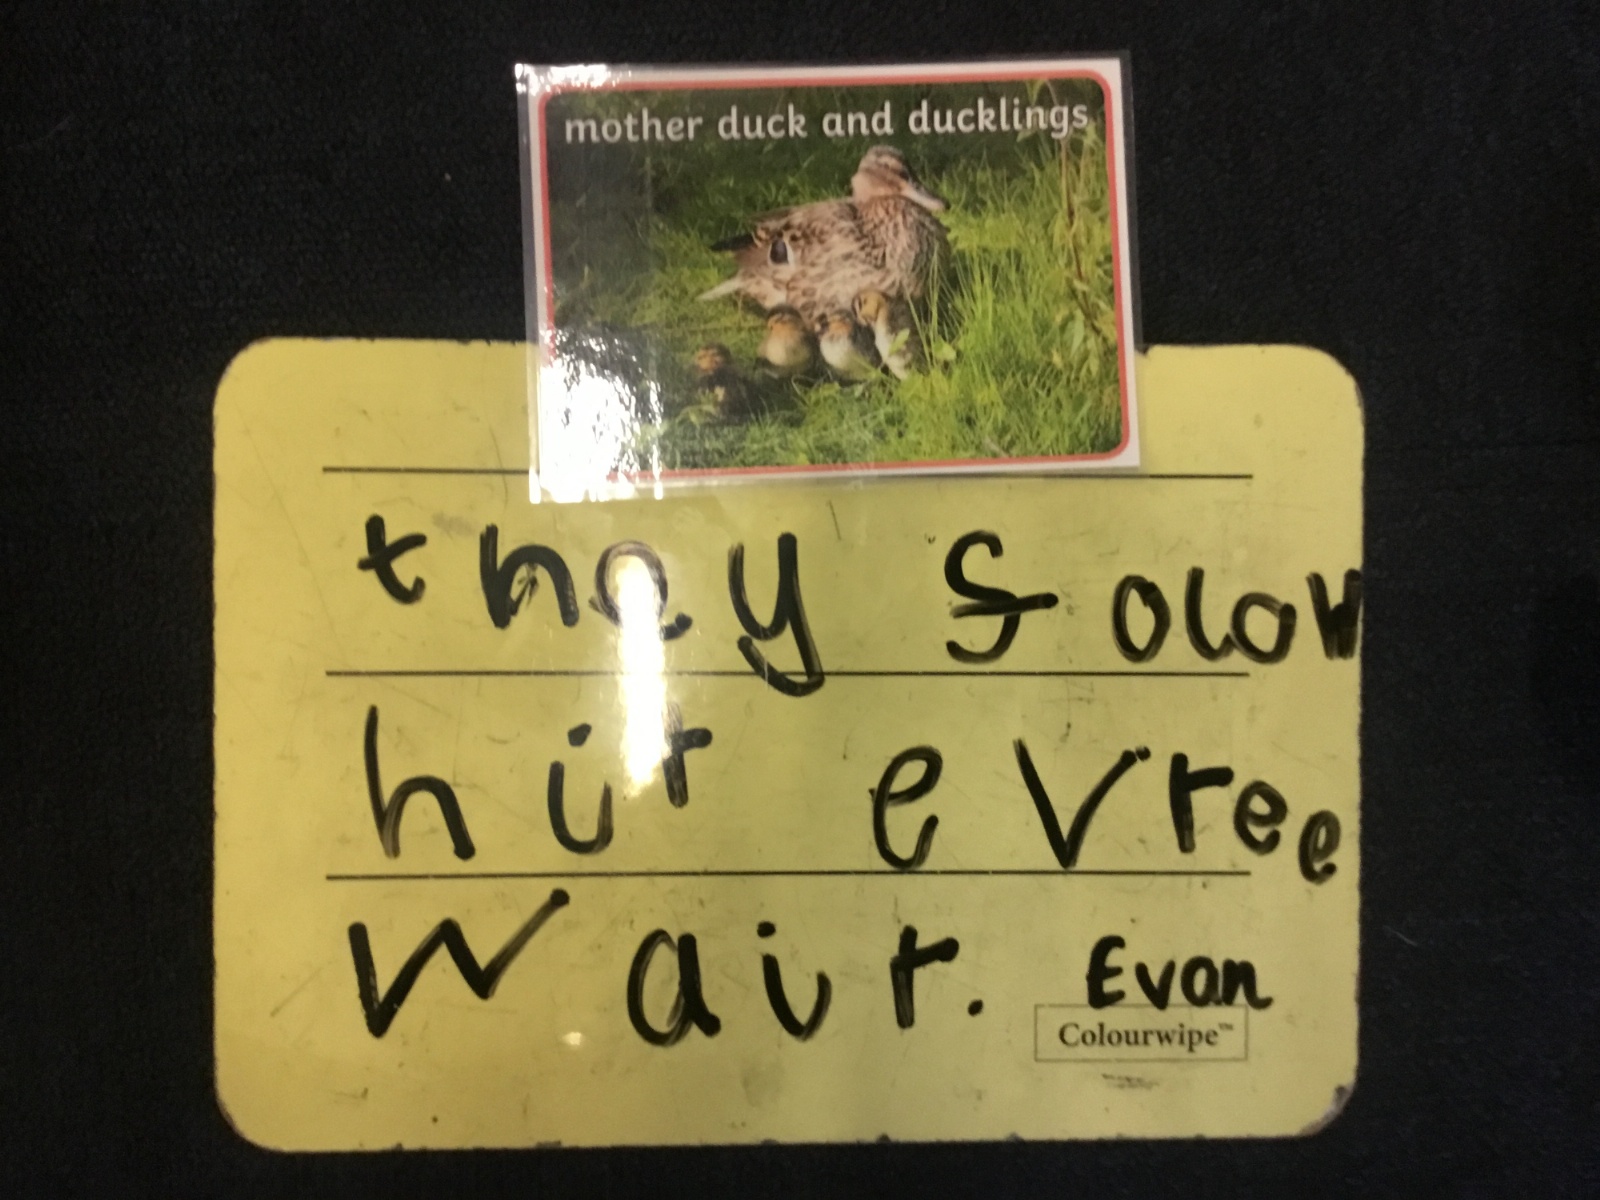 mother duck and ducklings
they folow
hir evree
wair. Evan
Colourwipe™